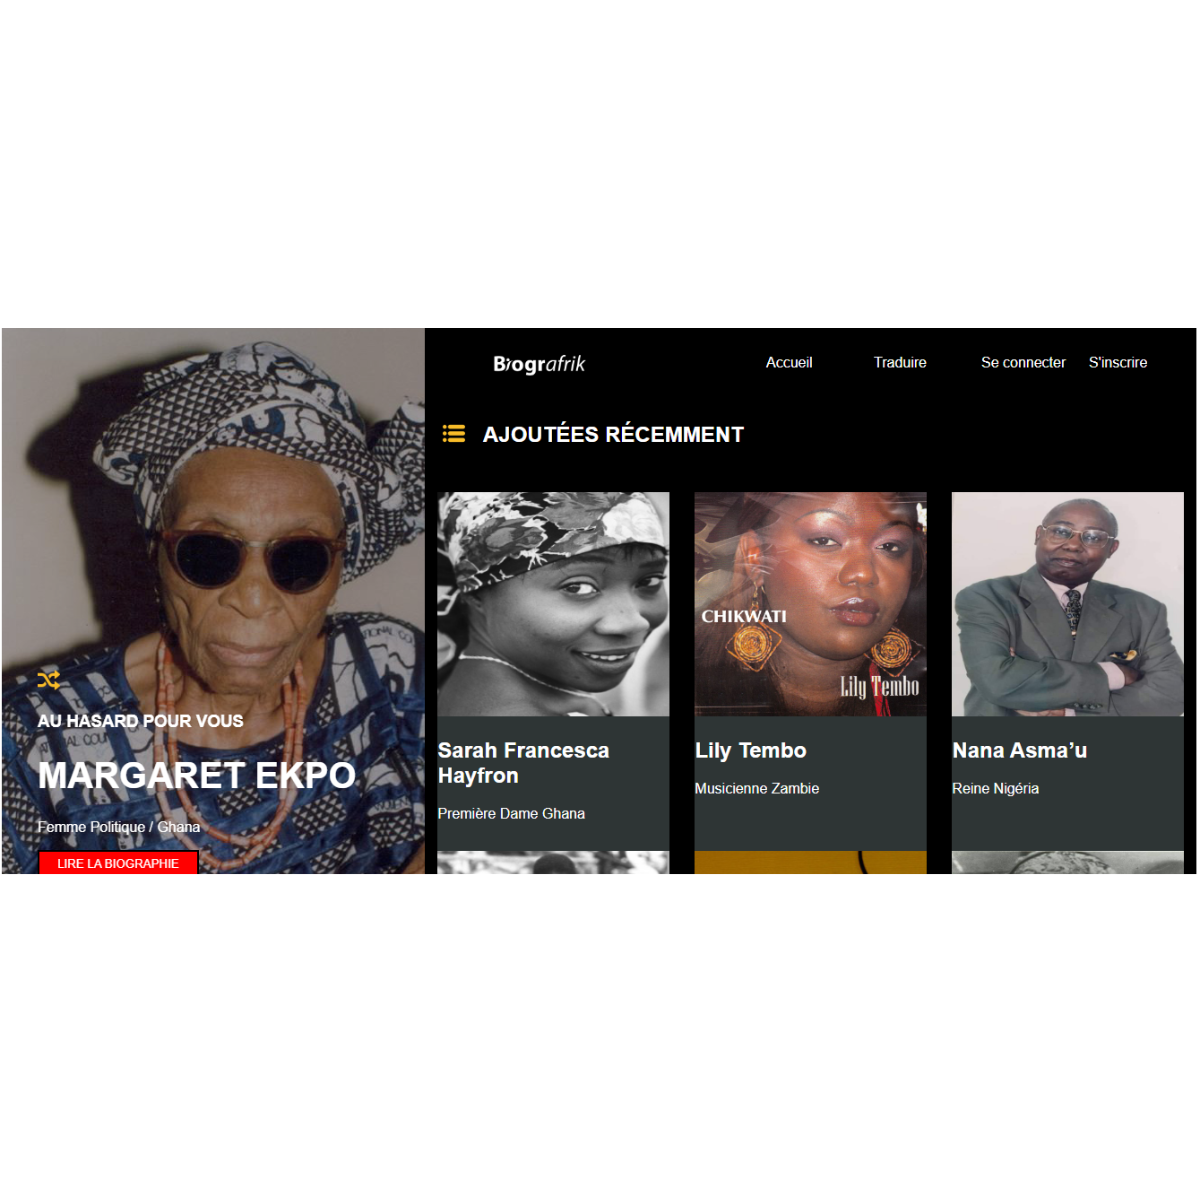 Biografrik
Accueil
Traduire
Se connecter
S'inscrire
AJOUTÉES RÉCEMMENT
AU HASARD POUR VOUS
MARGARET EKPO
Femme Politique / Ghana
LIRE LA BIOGRAPHIE
Sarah Francesca
Hayfron
Première Dame Ghana
CHIKWATI
Lily Tembo
Lily Tembo
Musicienne Zambie
Nana Asma’u
Reine Nigéria